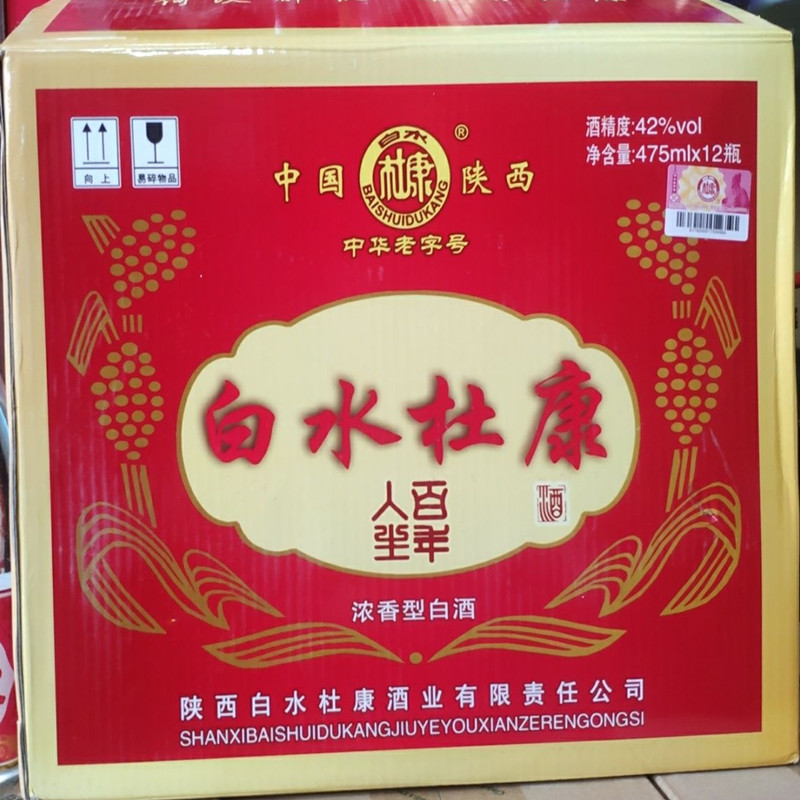 向上
易碎物品
中国
白水
杜康
BAISHUIDUKANG
®
陕西
中华老字号
酒精度:42%vol
净含量:475mlx12瓶
白水杜康
百年
人生
酒
浓香型白酒
陕西白水杜康酒业有限责任公司
SHANXIBAISHUIDUKANGJIUYEYOUXIANZERENGONGSI